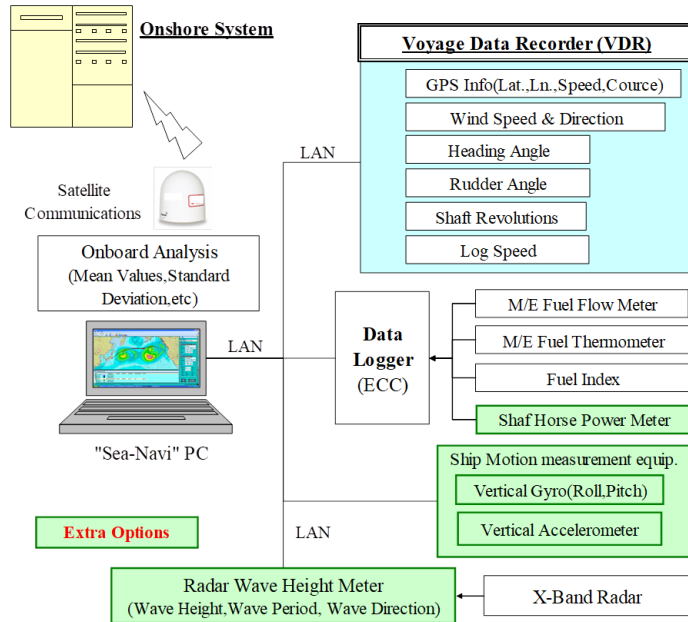 Onshore System
Voyage Data Recorder (VDR)
GPS Info(Lat.,Ln.,Speed,Cource)
Wind Speed & Direction
LAN
Heading Angle
Rudder Angle
Satellite
Communications
Shaft Revolutions
Log Speed
Onboard Analysis
(Mean Values,Standard
Deviation,etc)
M/E Fuel Flow Meter
LAN
Data
Logger
(ECC)
M/E Fuel Thermometer
Fuel Index
Shaf Horse Power Meter
"Sea-Navi" PC
Ship Motion measurement equip.
Vertical Gyro(Roll,Pitch)
Vertical Accelerometer
Extra Options
LAN
Radar Wave Height Meter
(Wave Height,Wave Period, Wave Direction)
X-Band Radar